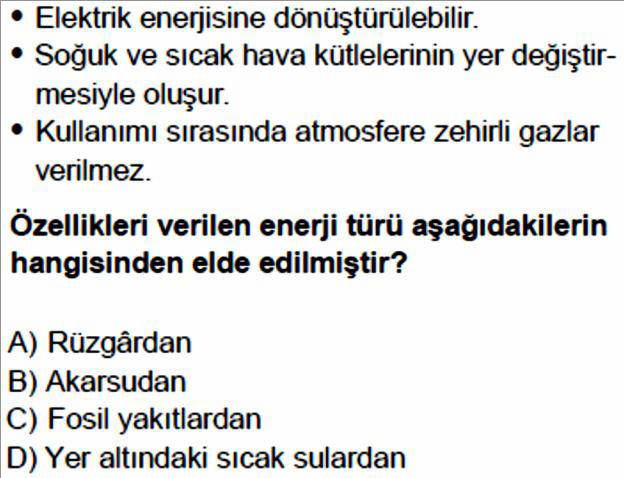 • Elektrik enerjisine dönüştürülebilir.
• Soğuk ve sıcak hava kütlelerinin yer değiştir-
mesiyle oluşur.
• Kullanımı sırasında atmosfere zehirli gazlar
verilmez.
Özellikleri verilen enerji türü aşağıdakilerin
hangisinden elde edilmiştir?
A) Rüzgârdan
B) Akarsudan
C) Fosil yakıtlardan
D) Yer altındaki sıcak sulardan